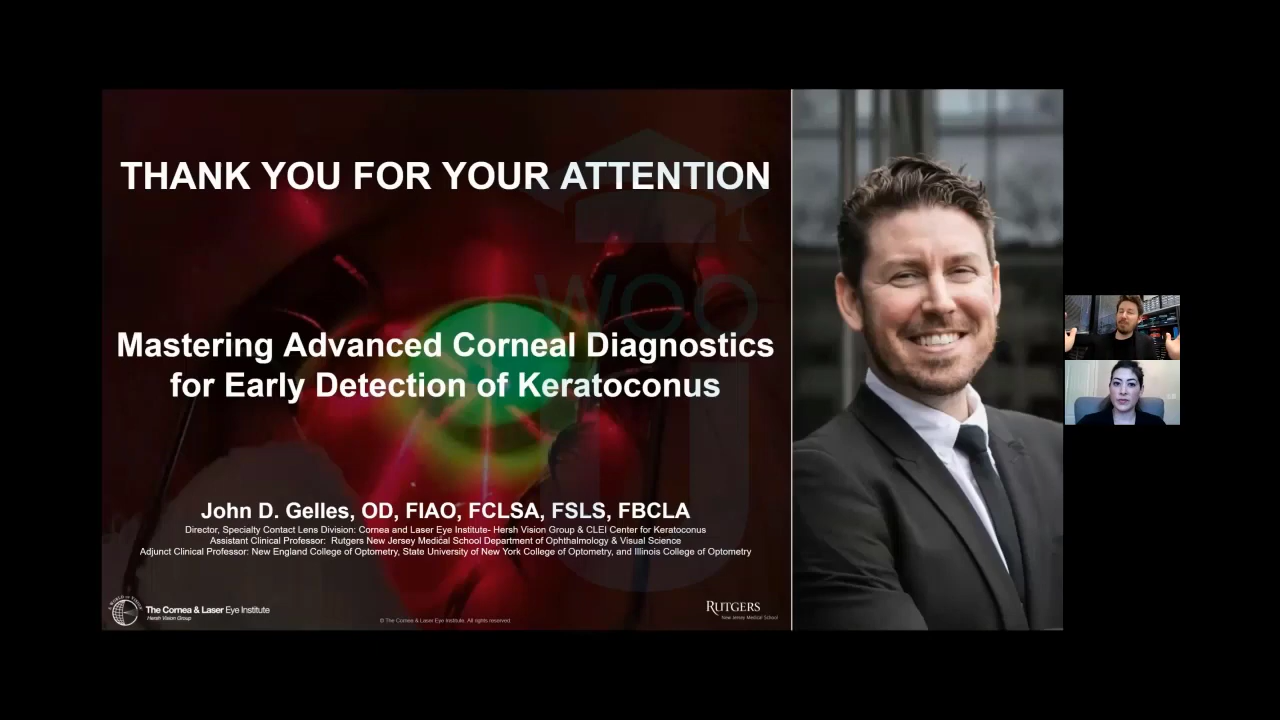 THANK YOU FOR YOUR ATTENTION
WOO
U
Mastering Advanced Corneal Diagnostics
for Early Detection of Keratoconus
John D. Gelles, OD, FIAO, FCLSA, FSLS, FBCLA
Director, Specialty Contact Lens Division: Cornea and Laser Eye Institute- Hersh Vision Group & CLEI Center for Keratoconus
Assistant Clinical Professor: Rutgers New Jersey Medical School Department of Ophthalmology & Visual Science
Adjunct Clinical Professor: New England College of Optometry, State University of New York College of Optometry, and Illinois College of Optometry
A WORLD OF VISION
The Cornea & Laser Eye Institute
Hersh Vision Group
© The Cornea & Laser Eye Institute. All rights reserved.
RUTGERS
New Jersey Medical School